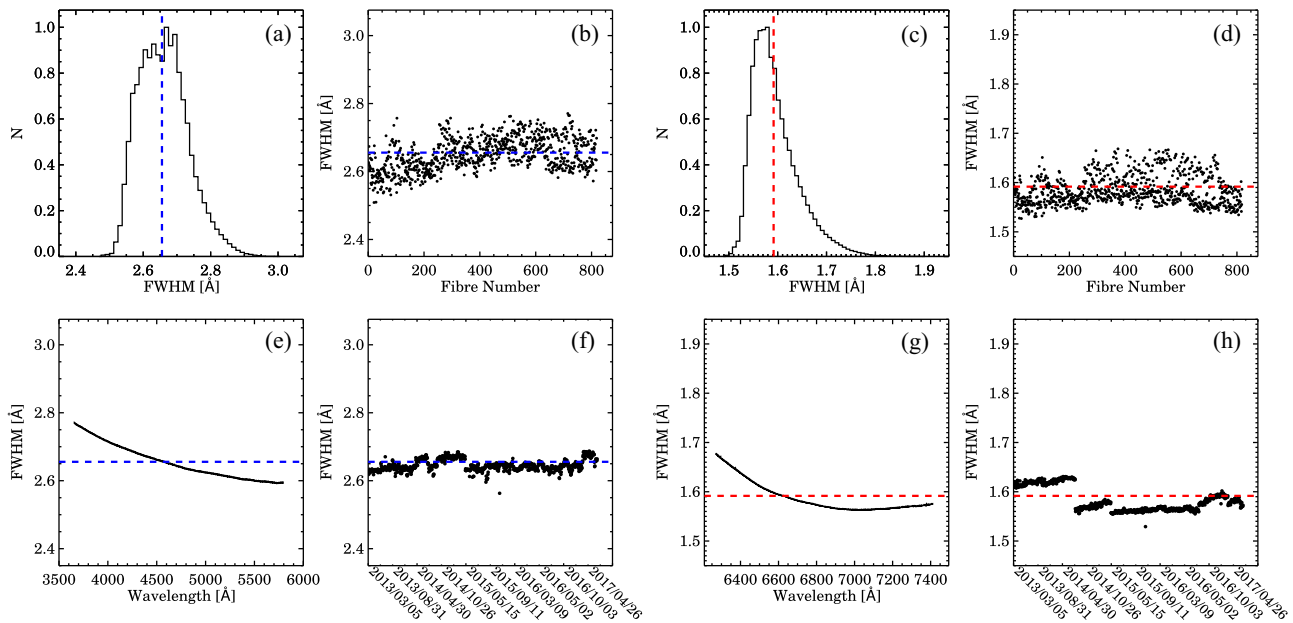 (a)
1.0
0.8
0.6
0.4
0.2
0.0
N
2.4 2.6 2.8 3.0
FWHM [Å]
(b)
3.0
2.8
2.6
2.4
FWHM [Å]
0 200 400 600 800
Fibre Number
(c)
1.0
0.8
0.6
0.4
0.2
0.0
N
1.5 1.6 1.7 1.8 1.9
FWHM [Å]
(d)
1.9
1.8
1.7
1.6
1.5
FWHM [Å]
0 200 400 600 800
Fibre Number
(e)
3.0
2.8
2.6
2.4
FWHM [Å]
3500 4000 4500 5000 5500 6000
Wavelength [Å]
(f)
3.0
2.8
2.6
2.4
FWHM [Å]
2013/03/05
2013/08/31
2014/04/30
2014/10/26
2015/05/15
2015/09/11
2016/03/09
2016/05/02
2016/10/03
2017/04/26
(g)
1.9
1.8
1.7
1.6
1.5
FWHM [Å]
6400 6600 6800 7000 7200 7400
Wavelength [Å]
(h)
1.9
1.8
1.7
1.6
1.5
FWHM [Å]
2013/03/05
2013/08/31
2014/04/30
2014/10/26
2015/05/15
2015/09/11
2016/03/09
2016/05/02
2016/10/03
2017/04/26